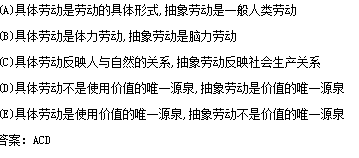 (A)具体劳动是劳动的具体形式,抽象劳动是一般人类劳动
(B)具体劳动是体力劳动,抽象劳动是脑力劳动
(C)具体劳动反映人与自然的关系,抽象劳动反映社会生产关系
(D)具体劳动不是使用价值的唯一源泉,抽象劳动是价值的唯一源泉
(E)具体劳动是使用价值的唯一源泉,抽象劳动不是价值的唯一源泉
答案：ACD